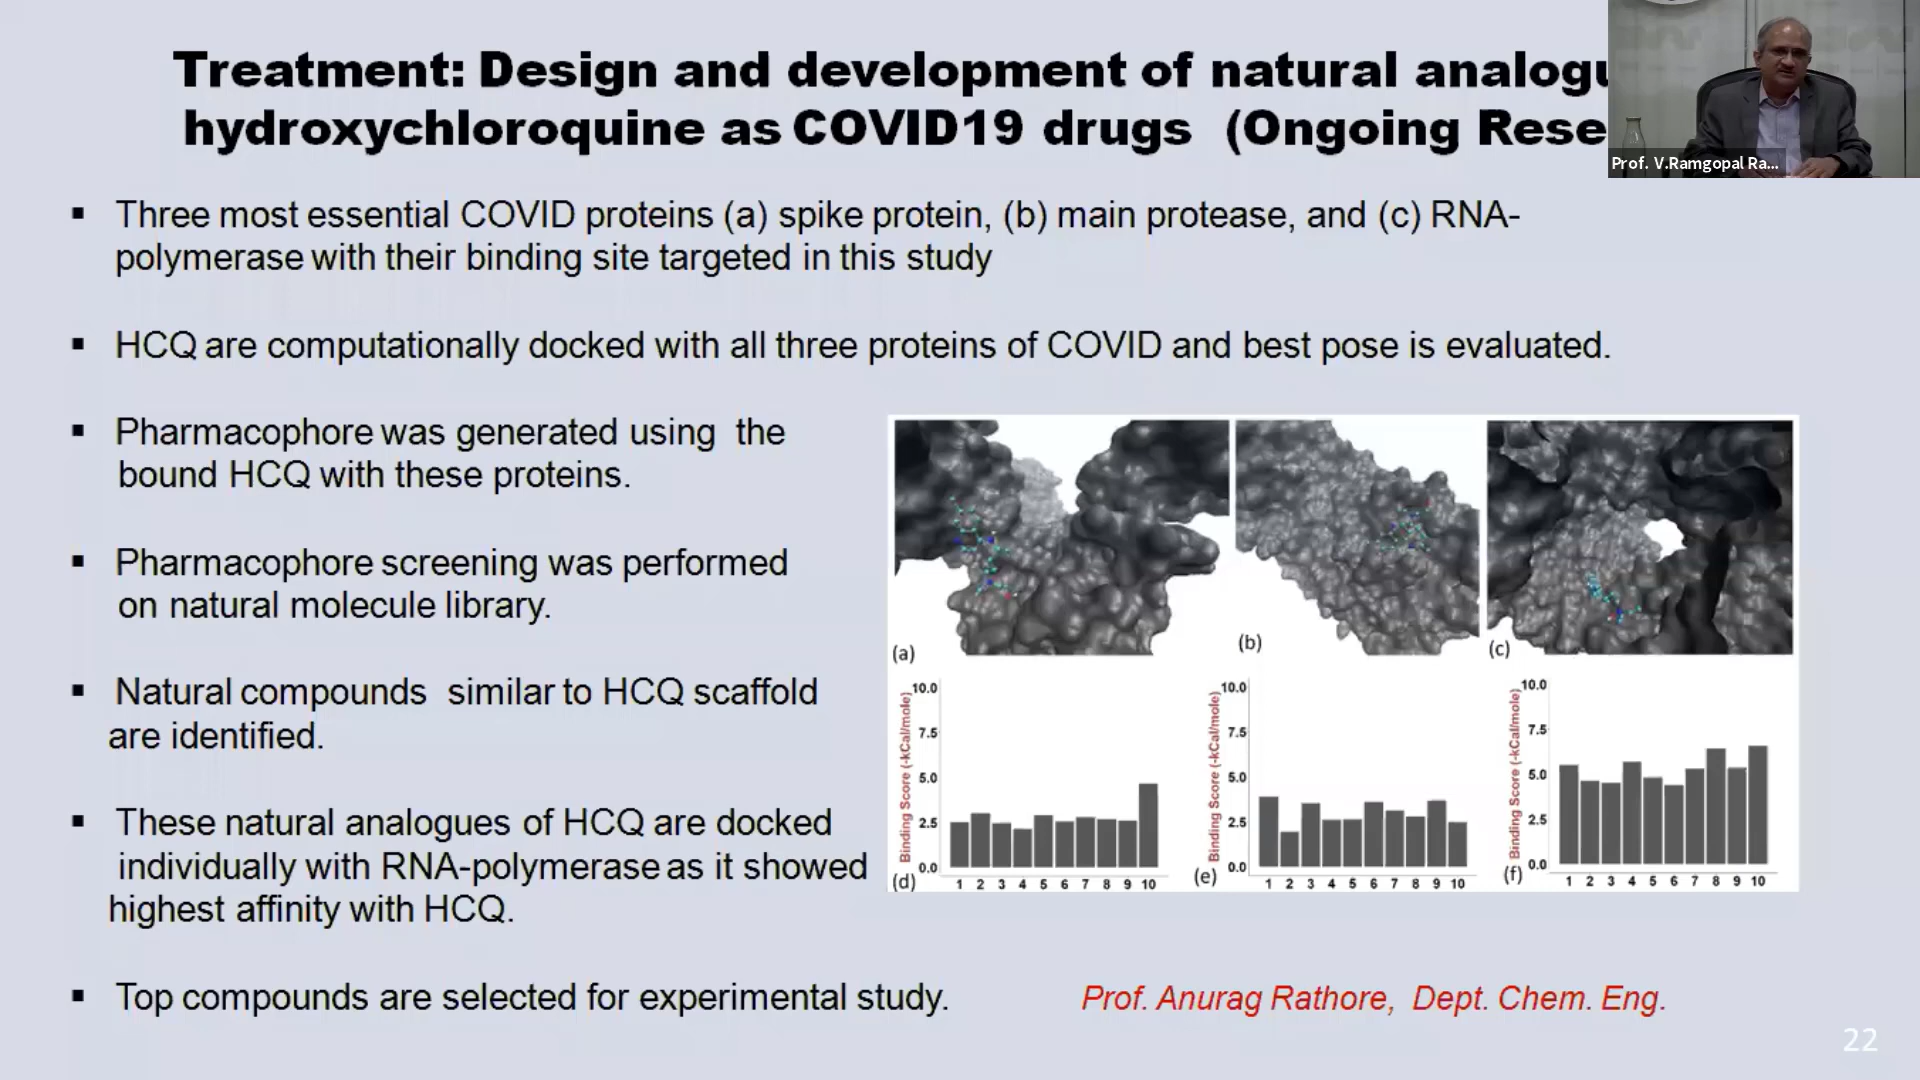 Treatment: Design and development of natural analogu
hydroxychloroquine as COVID19 drugs (Ongoing Rese
Prof. V.Ramgopal Ra...
▪ Three most essential COVID proteins (a) spike protein, (b) main protease, and (c) RNA-
polymerase with their binding site targeted in this study
▪ HCQ are computationally docked with all three proteins of COVID and best pose is evaluated.
▪ Pharmacophore was generated using the
bound HCQ with these proteins.
▪ Pharmacophore screening was performed
on natural molecule library.
▪ Natural compounds similar to HCQ scaffold
are identified.
▪ These natural analogues of HCQ are docked
individually with RNA-polymerase as it showed
highest affinity with HCQ.
▪ Top compounds are selected for experimental study.
(a)
(b)
(c)
Binding Score (-kCal/mole)
10.0
7.5
5.0
2.5
0.0
(d)
1 2 3 4 5 6 7 8 9 10
Binding Score (-kCal/mole)
10.0
7.5
5.0
2.5
0.0
(e)
1 2 3 4 5 6 7 8 9 10
Binding Score (-kCal/mole)
10.0
7.5
5.0
2.5
0.0
(f)
1 2 3 4 5 6 7 8 9 10
Prof. Anurag Rathore, Dept. Chem. Eng.
22